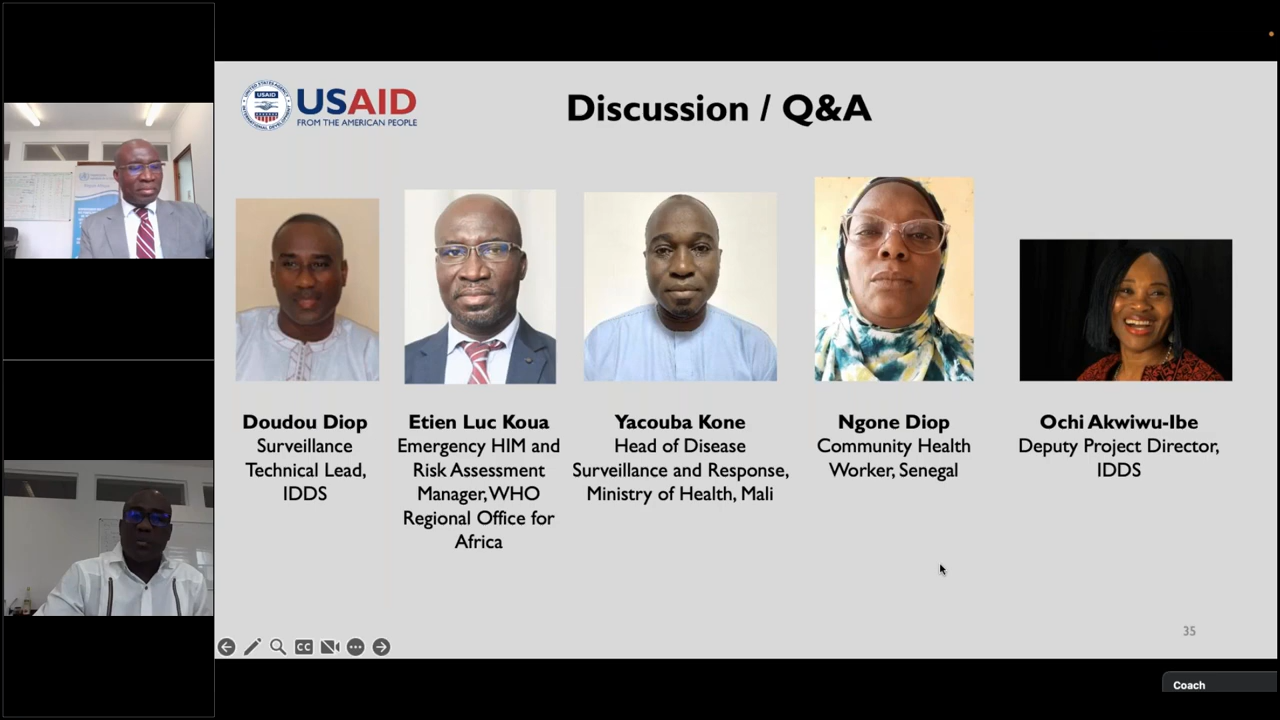 USAID
USAID
FROM THE AMERICAN PEOPLE
Discussion / Q&A
Doudou Diop
Surveillance
Technical Lead,
IDDS
Etien Luc Koua
Emergency HIM and
Risk Assessment
Manager, WHO
Regional Office for
Africa
Yacouba Kone
Head of Disease
Surveillance and Response,
Ministry of Health, Mali
Ngone Diop
Community Health
Worker, Senegal
Ochi Akwiwu-Ibe
Deputy Project Director,
IDDS
35
CC
Coach